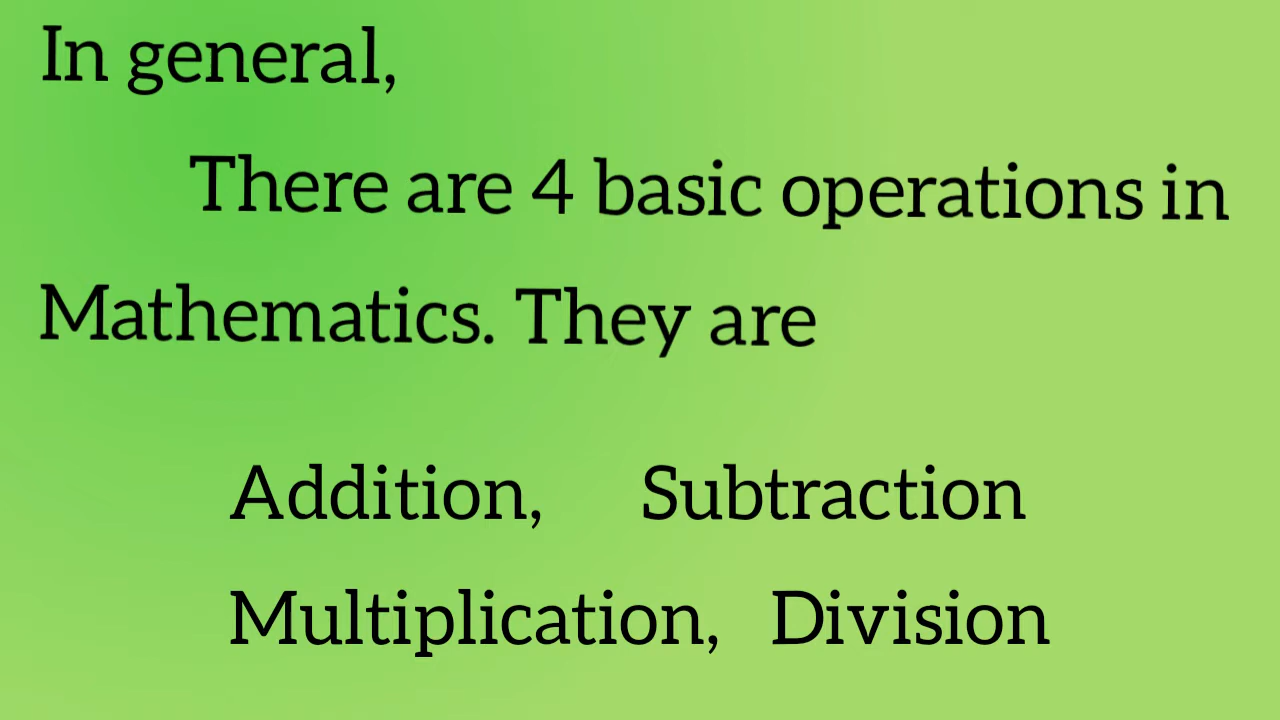 In general,
There are 4 basic operations in
Mathematics. They are
Addition, Subtraction
Multiplication, Division